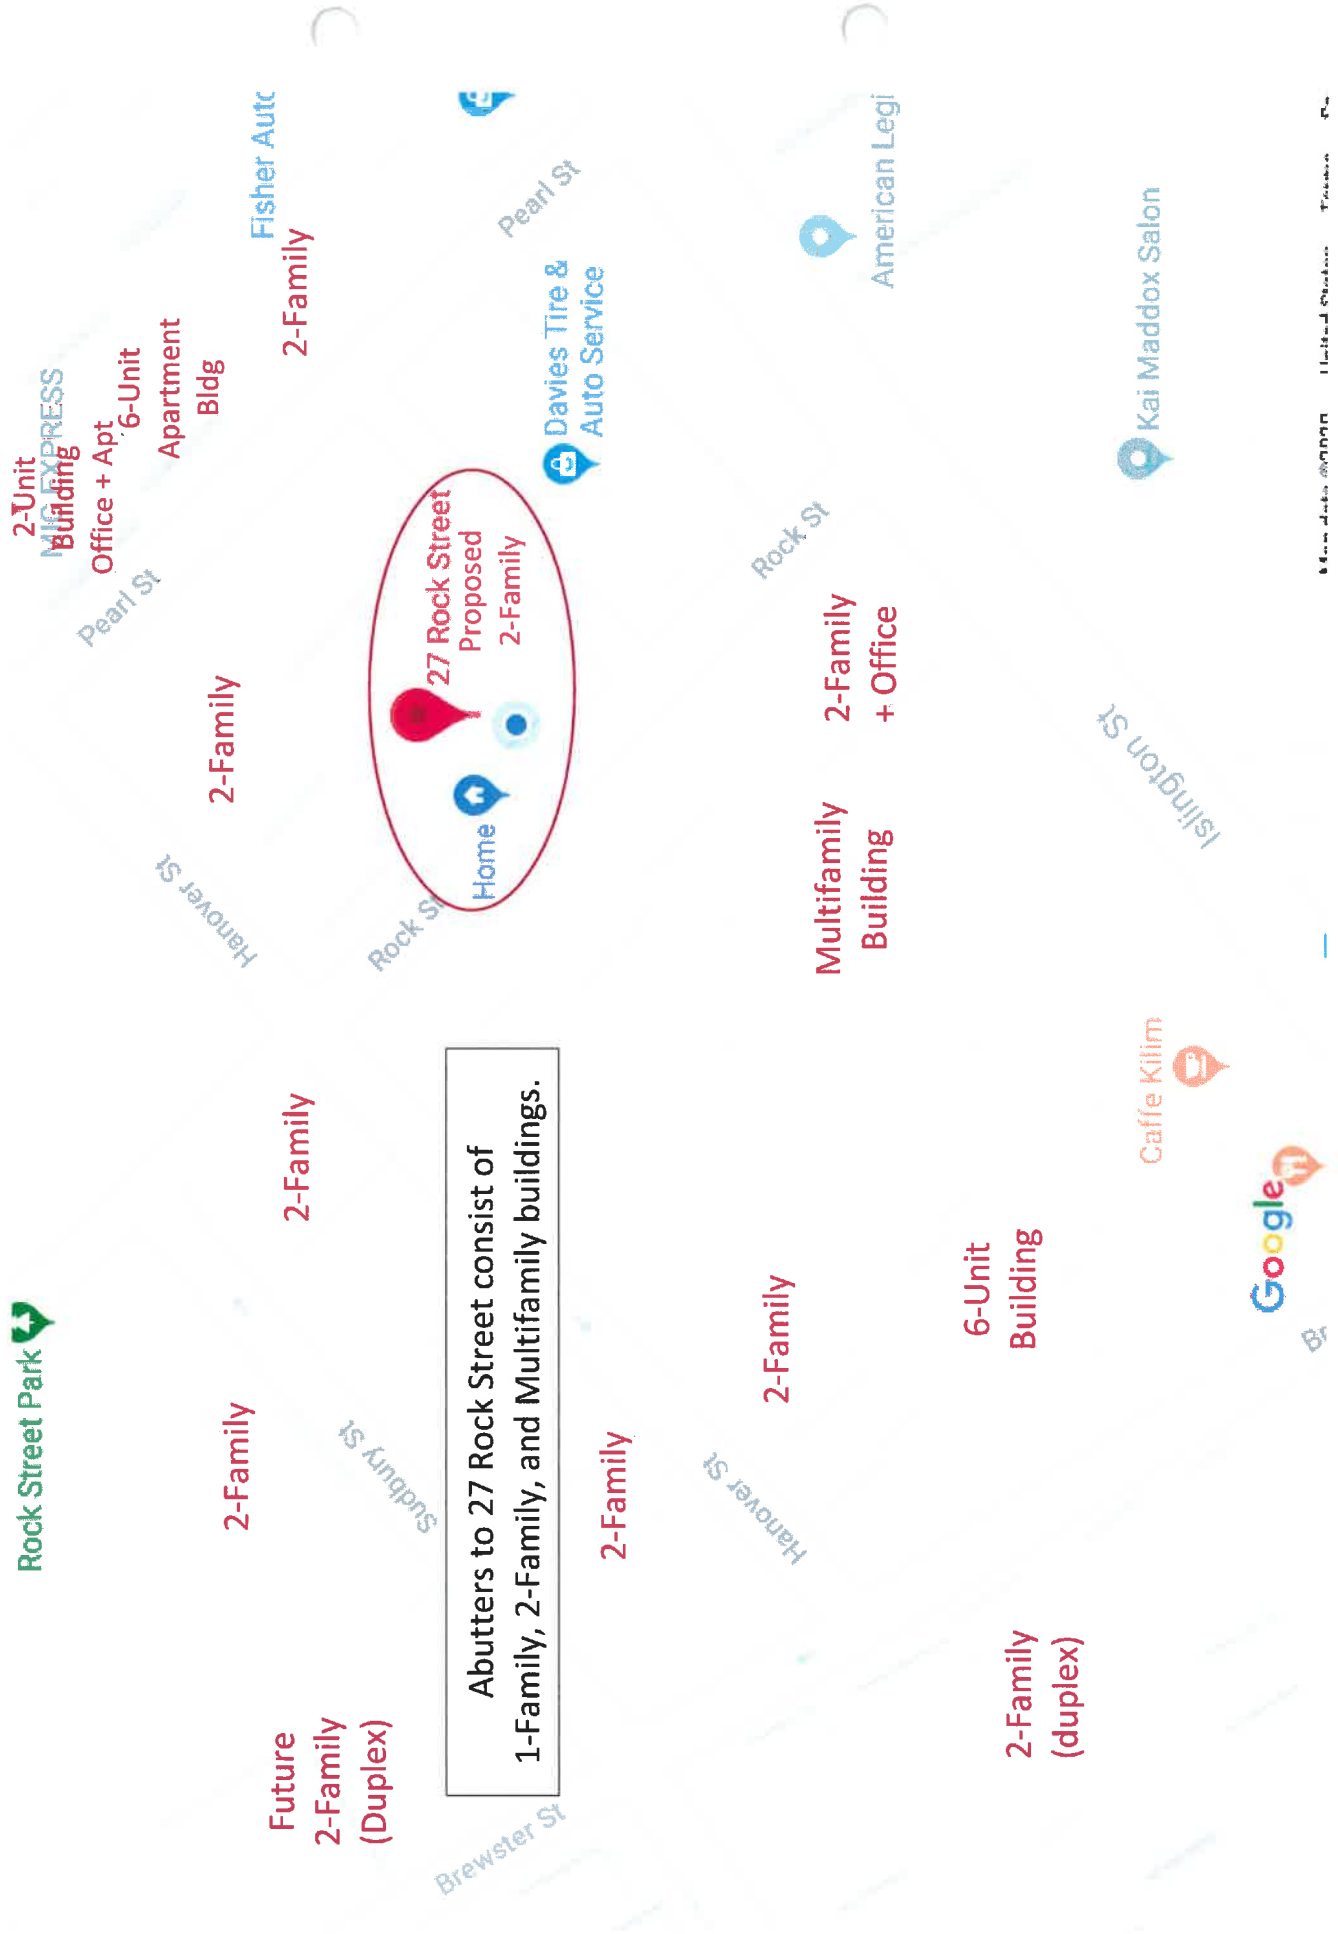 Rock Street Park
2-Unit
Building
MJG EXPRESS
Office + Apt
6-Unit
Apartment
Bldg
Pearl St
Fisher Autc
2-Family
2-Family
Hanover St
2-Family
2-Family
Sudbury St
Future
2-Family
(Duplex)
Brewster St
Rock St
27 Rock Street
Proposed
2-Family
Home
Pearl St
Davies Tire &
Auto Service
Abutters to 27 Rock Street consist of
1-Family, 2-Family, and Multifamily buildings.
2-Family
2-Family
Hanover St
Rock St
Multifamily
Building
2-Family
+ Office
American Legi
6-Unit
Building
2-Family
(duplex)
Islington St
Kai Maddox Salon
Caffe Kilim
Google
Br